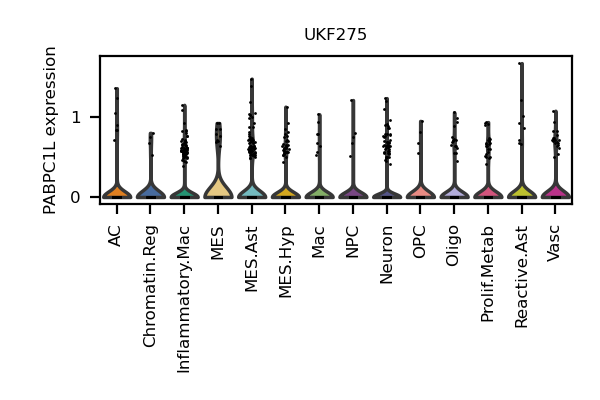 UKF275
PABPC1L expression
1
0
AC
Chromatin.Reg
Inflammatory.Mac
MES
MES.Ast
MES.Hyp
Mac
NPC
Neuron
OPC
Oligo
Prolif.Metab
Reactive.Ast
Vasc